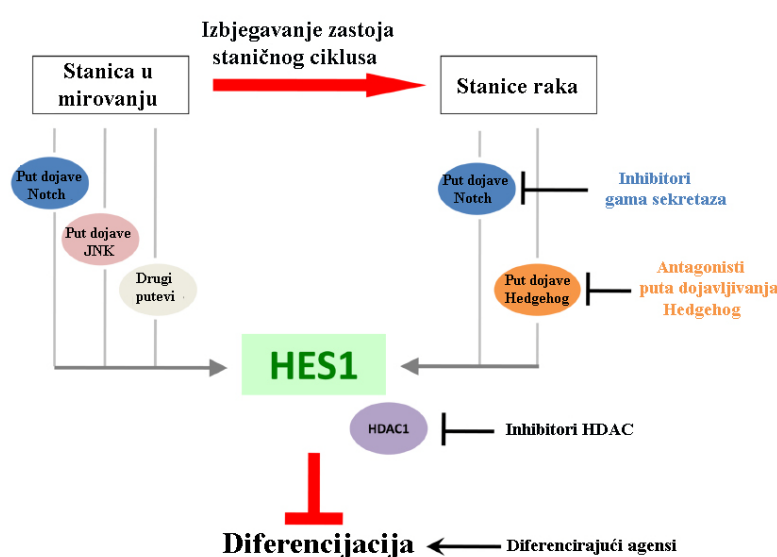 Izbjegavanje zastoja
staničnog ciklusa
Stanica u
mirovanju
Stanice raka
Put dojave
Notch
Put dojave
JNK
Drugi
putevi
Put dojave
Notch
Inhibitori
gama sekretaza
Put dojave
Hedgehog
Antagonisti
puta dojavljivanja
Hedgehog
HES1
HDAC1
Inhibitori HDAC
Diferencijacija
Diferencirajući agensi